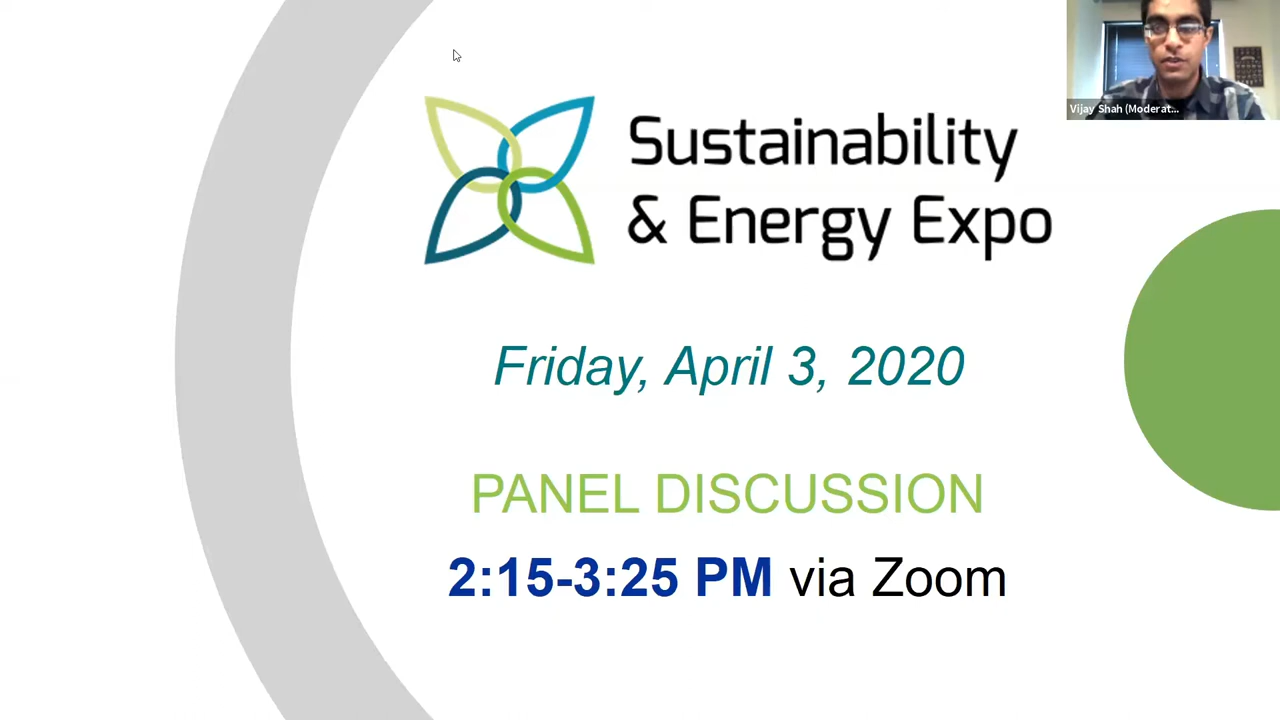 Vijay Shah (Moderat...
Sustainability
& Energy Expo
Friday, April 3, 2020
PANEL DISCUSSION
2:15-3:25 PM via Zoom